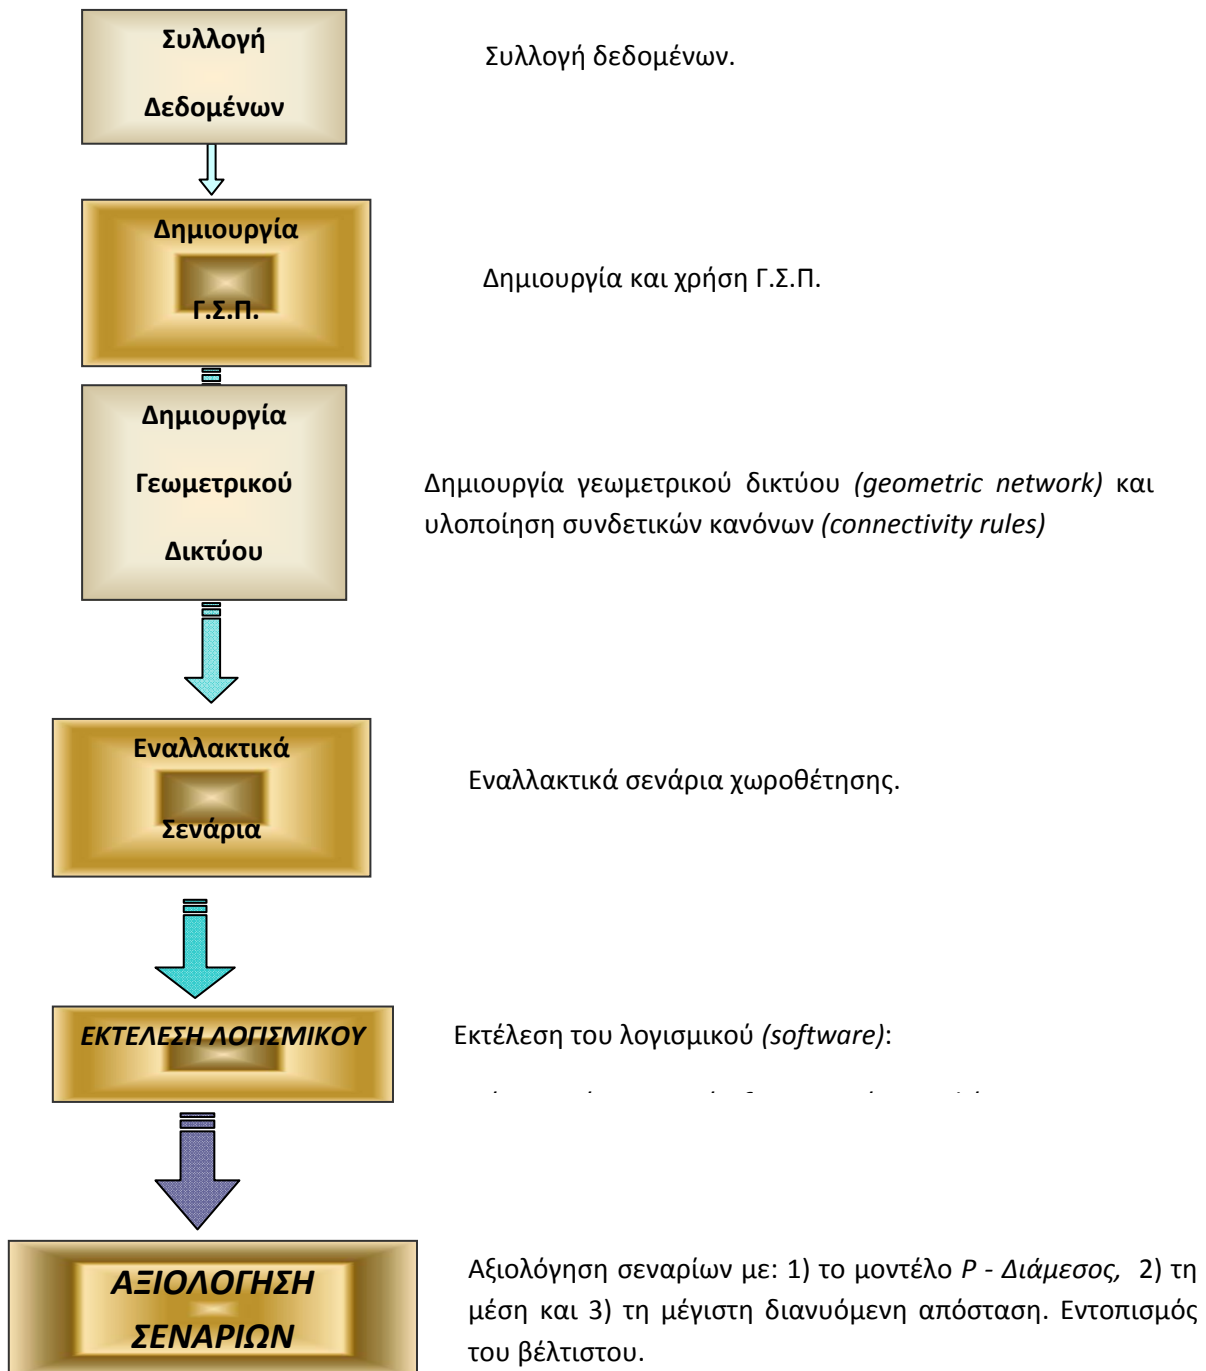 Συλλογή
Δεδομένων
Συλλογή δεδομένων.
Δημιουργία
Γ.Σ.Π.
Δημιουργία και χρήση Γ.Σ.Π.
Δημιουργία
Γεωμετρικού
Δικτύου
Δημιουργία γεωμετρικού δικτύου (geometric network) και
υλοποίηση συνδετικών κανόνων (connectivity rules)
Εναλλακτικά
Σενάρια
Εναλλακτικά σενάρια χωροθέτησης.
ΕΚΤΕΛΕΣΗ ΛΟΓΙΣΜΙΚΟΥ
Εκτέλεση του λογισμικού (software):
ΑΞΙΟΛΟΓΗΣΗ
ΣΕΝΑΡΙΩΝ
Αξιολόγηση σεναρίων με: 1) το μοντέλο P - Διάμεσος, 2) τη
μέση και 3) τη μέγιστη διανυόμενη απόσταση. Εντοπισμός
του βέλτιστου.